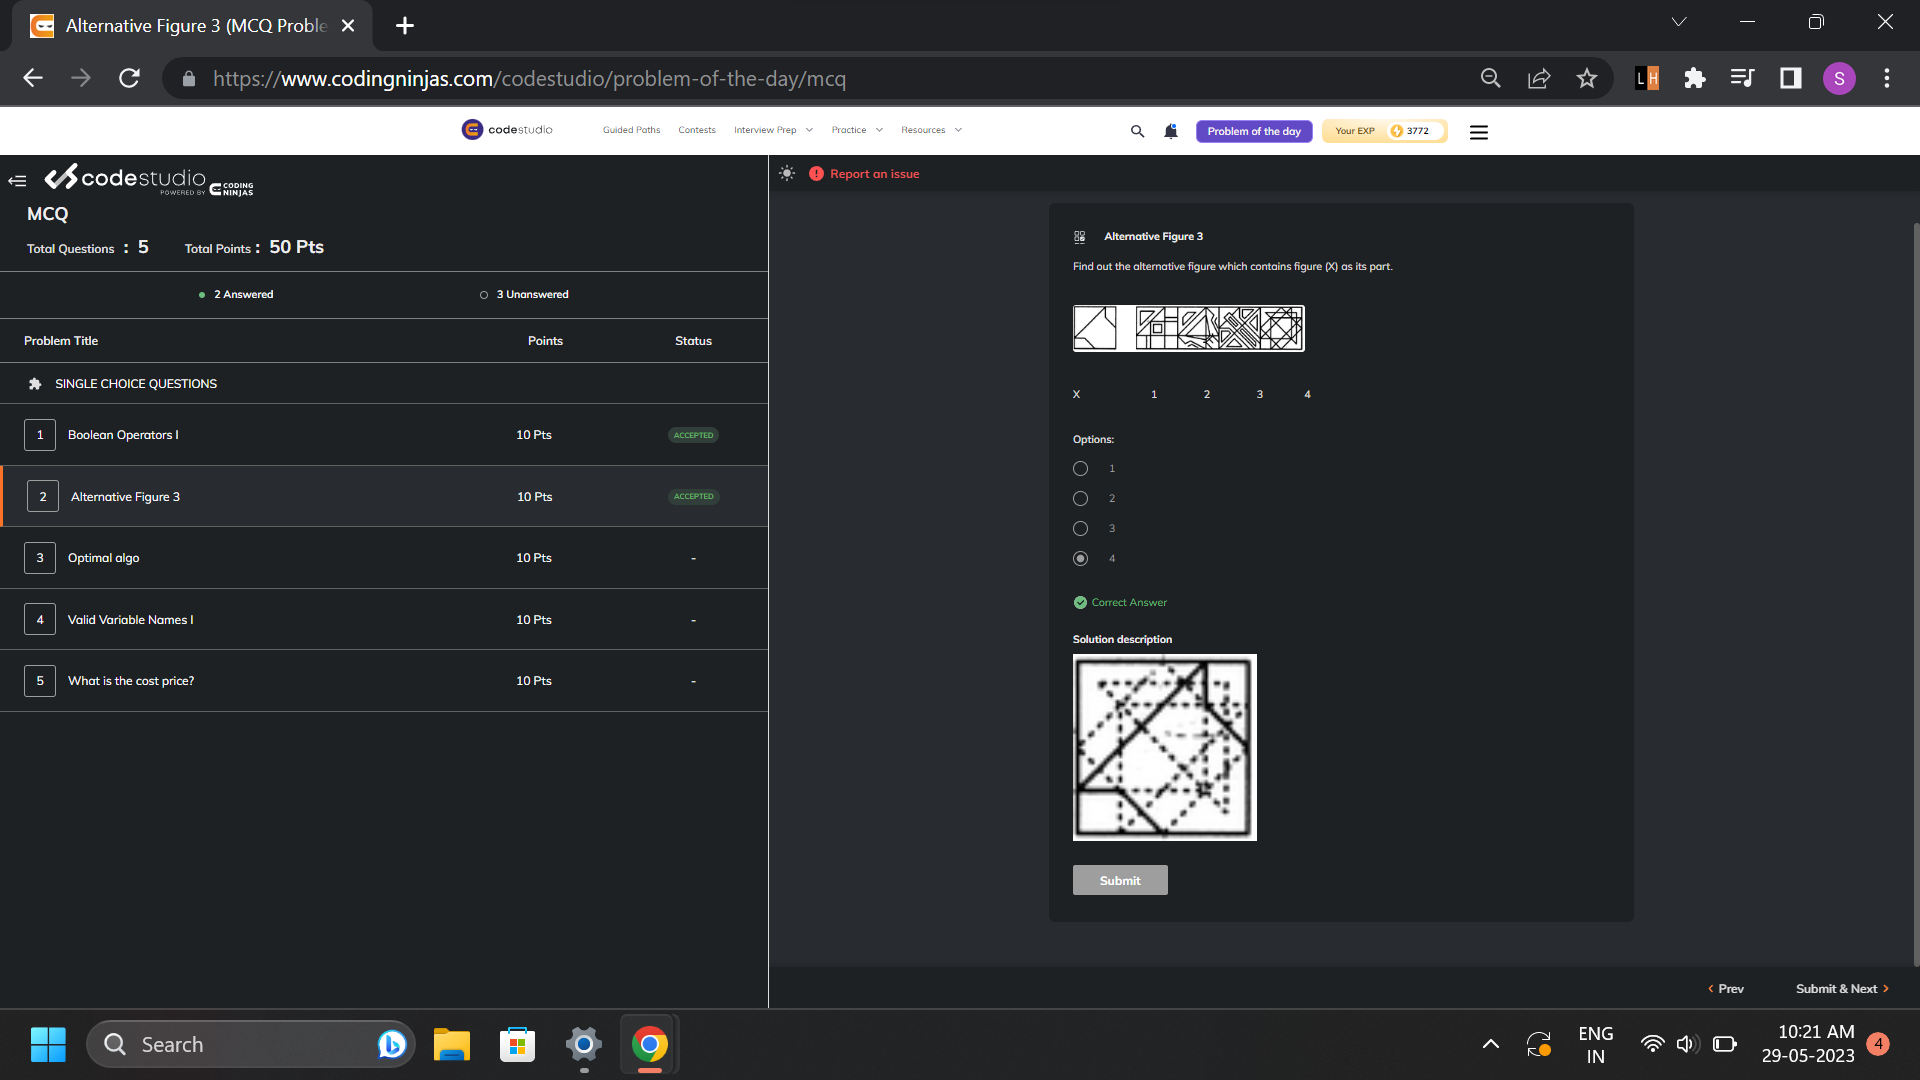 Alternative Figure 3 (MCQ Proble
https://www.codingninjas.com/codestudio/problem-of-the-day/mcq
LH
S
codestudio
Guided Paths
Contests
Interview Prep
Practice
Resources
Problem of the day
Your EXP
3772
codestudio
POWERED BY CODING NINJAS
MCQ
Total Questions : 5
Total Points : 50 Pts
2 Answered
3 Unanswered
Problem Title Points Status
SINGLE CHOICE QUESTIONS
1 Boolean Operators I 10 Pts ACCEPTED
2 Alternative Figure 3 10 Pts ACCEPTED
3 Optimal algo 10 Pts -
4 Valid Variable Names I 10 Pts -
5 What is the cost price? 10 Pts -
Report an issue
Alternative Figure 3
Find out the alternative figure which contains figure (X) as its part.
X 1 2 3 4
Options:
1
2
3
4
Correct Answer
Solution description
Submit
Prev
Submit & Next
Search
ENG
IN
10:21 AM
29-05-2023
4